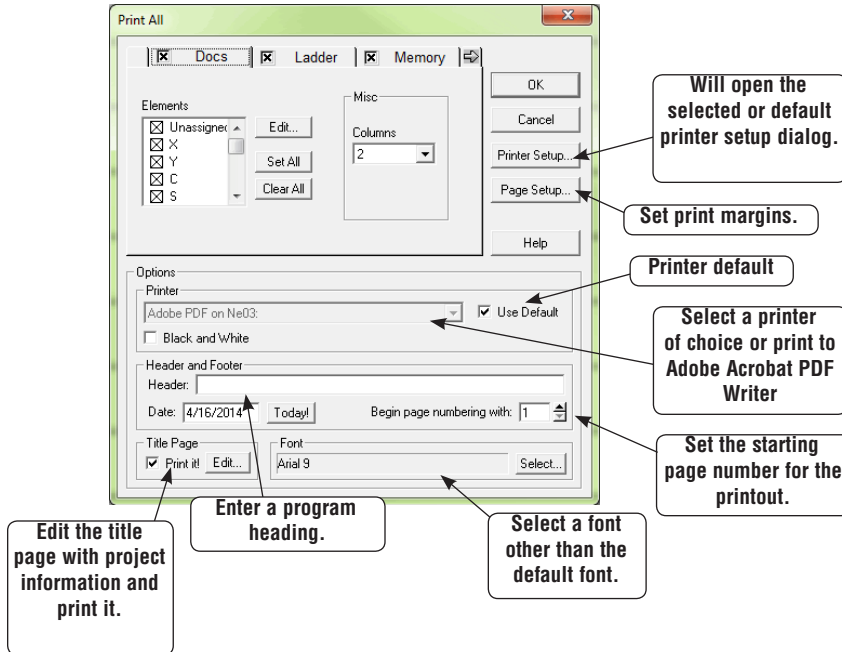 Print All
Docs
Ladder
Memory
Elements
X
Y
C
S
Edit...
Set All
Clear All
Misc
Columns
2
OK
Cancel
Printer Setup...
Page Setup...
Help
Options
Printer
Adobe PDF on Ne03:
Use Default
Black and White
Header and Footer
Header:
Date: 4/16/2014
Today!
Begin page numbering with: 1
Title Page
Print it!
Edit...
Font
Arial 9
Select...
Will open the
selected or default
printer setup dialog.
Set print margins.
Printer default
Select a printer
of choice or print to
Adobe Acrobat PDF
Writer
Set the starting
page number for the
printout.
Enter a program
heading.
Select a font
other than the
default font.
Edit the title
page with project
information and
print it.